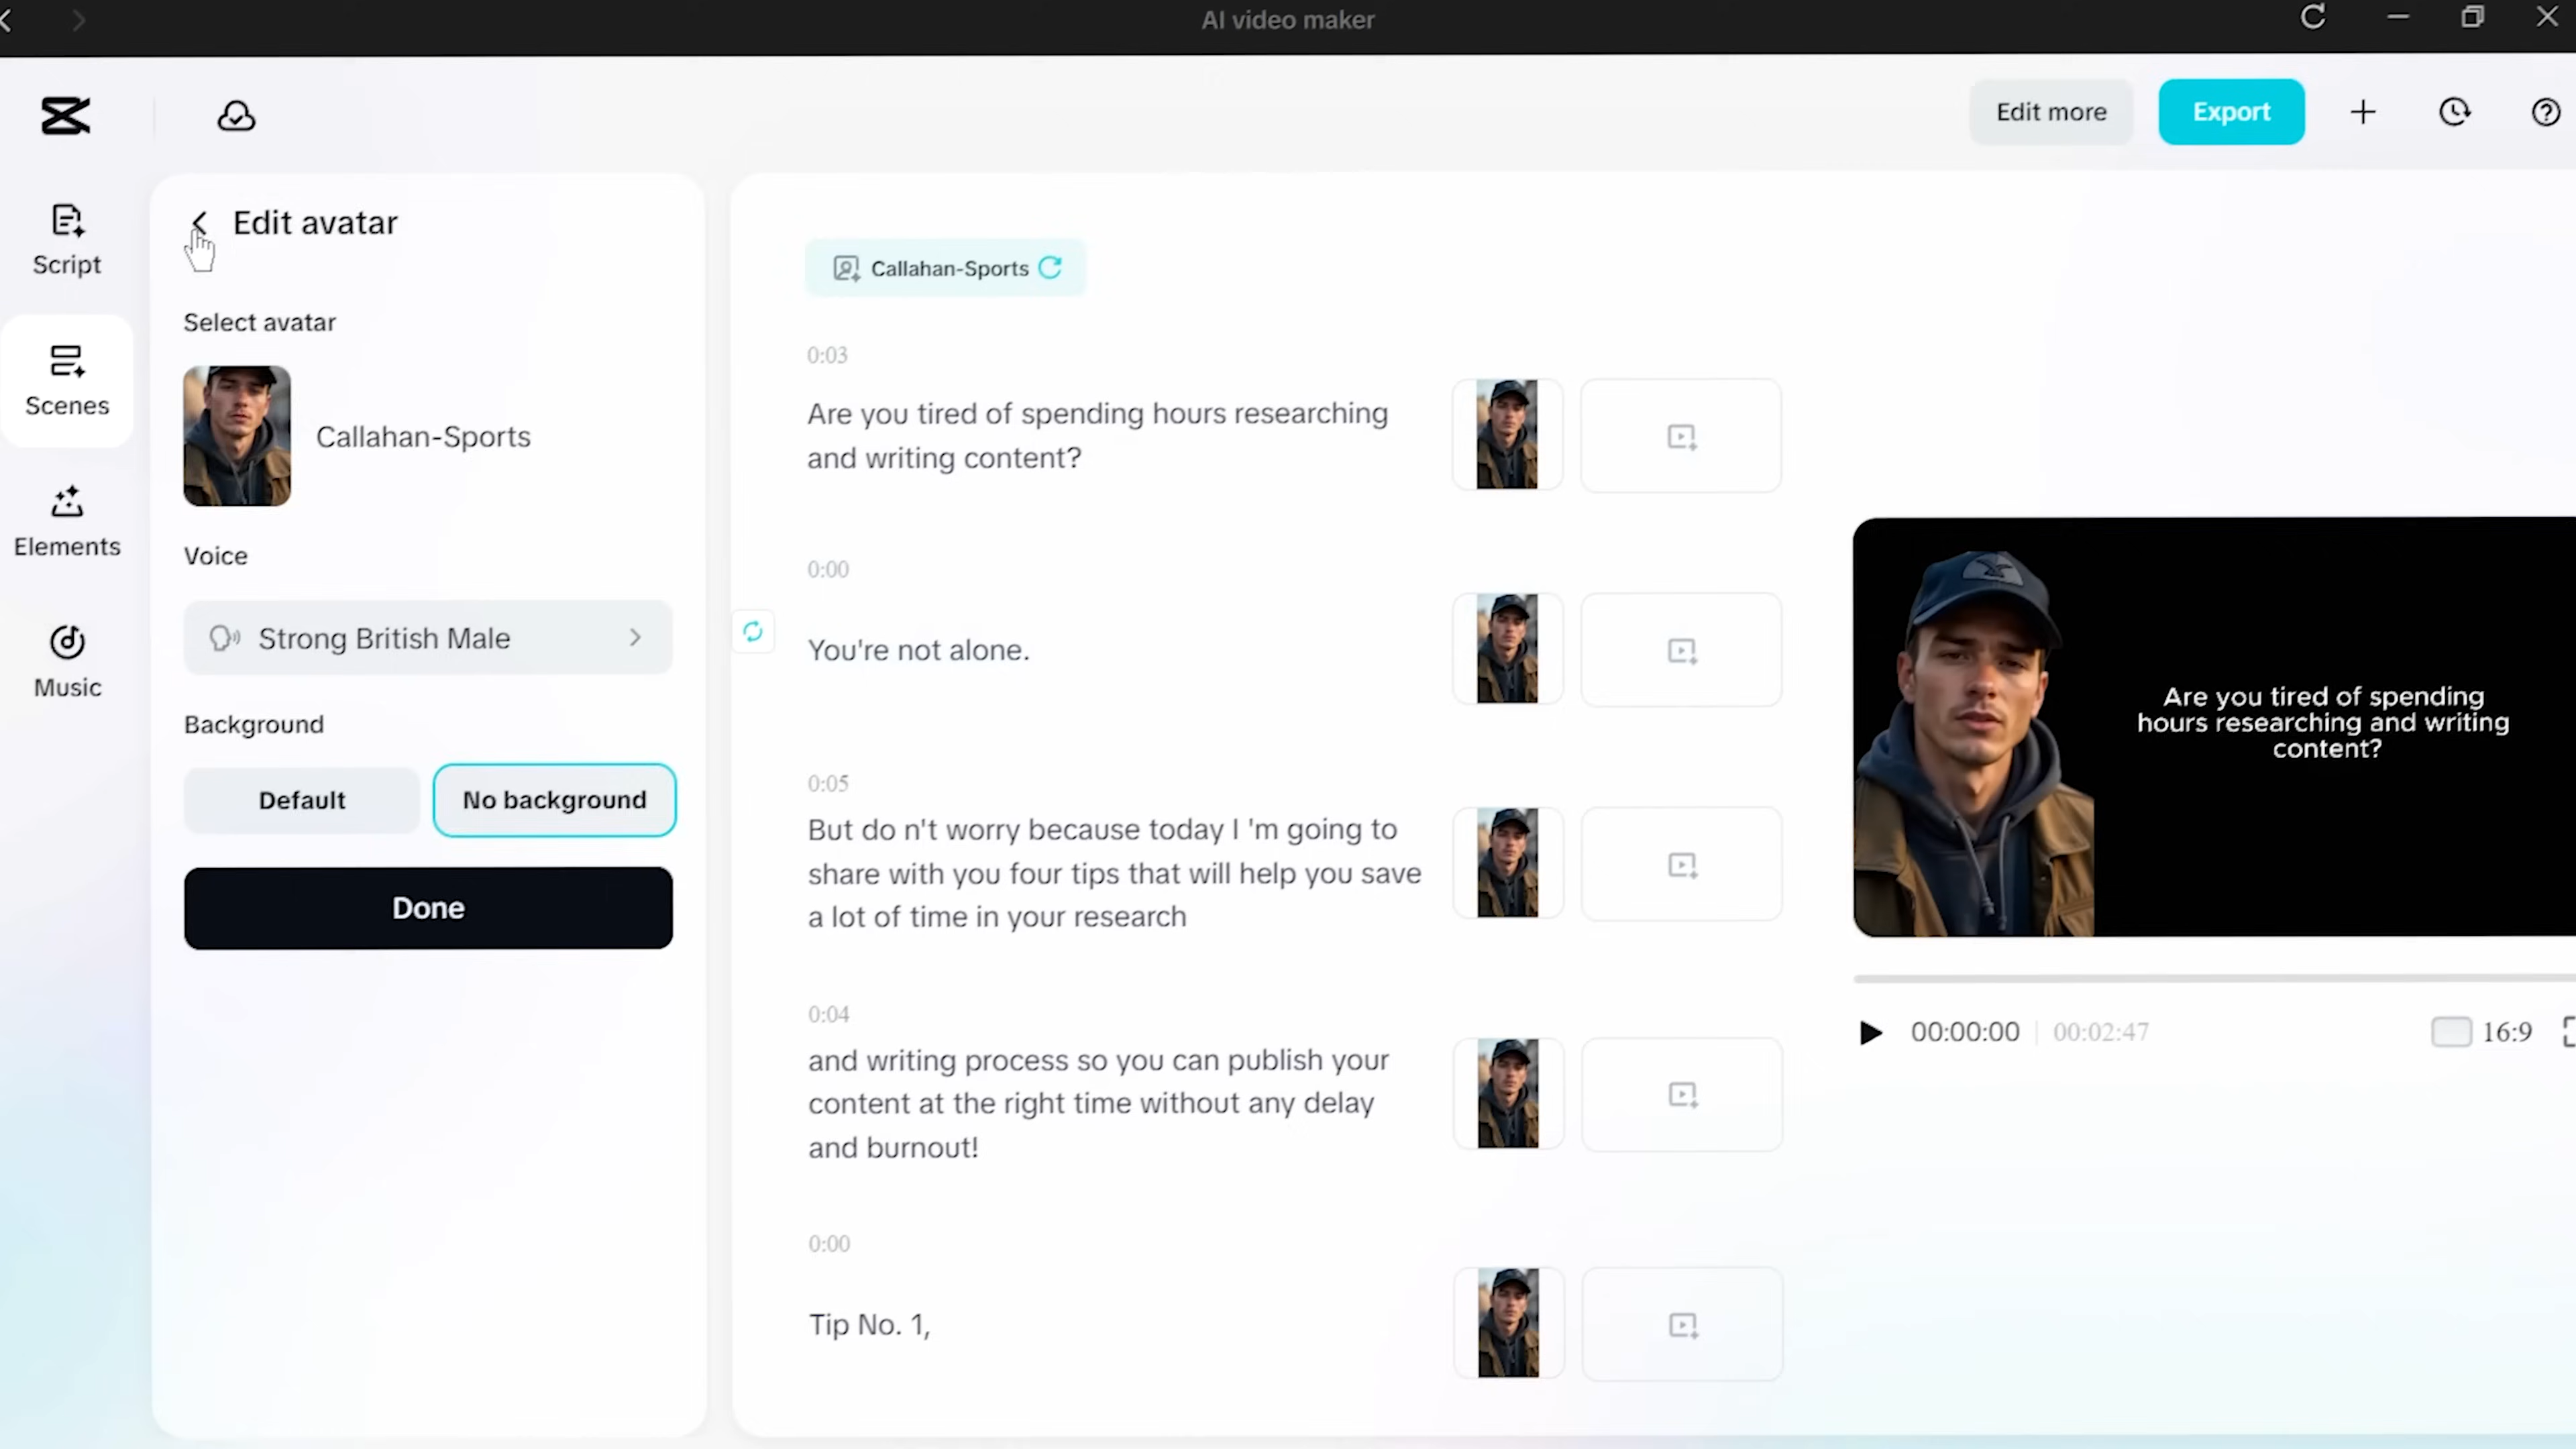 AI video maker
Edit more
Export
Script
Scenes
Elements
Music
Edit avatar
Select avatar
Callahan-Sports
Voice
Strong British Male
Background
Default
No background
Done
Callahan-Sports
0:03
Are you tired of spending hours researching
and writing content?
0:00
You're not alone.
0:05
But do n't worry because today I 'm going to
share with you four tips that will help you save
a lot of time in your research
0:04
and writing process so you can publish your
content at the right time without any delay
and burnout!
0:00
Tip No. 1,
Are you tired of spending
hours researching and writing
content?
00:00:00
00:02:47
16:9